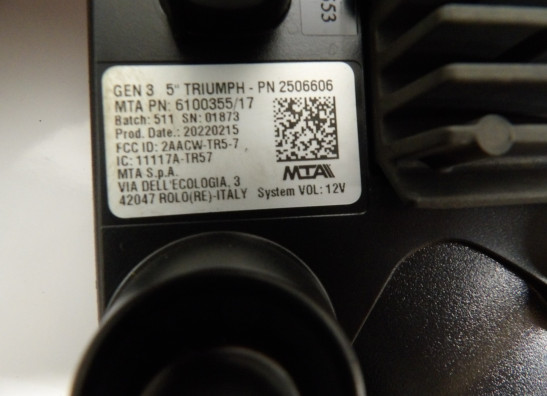 GEN 3 5" TRIUMPH - PN 2506606
MTA PN: 6100355/17
Batch: 511 SN: 01873
Prod. Date.: 20220215
FCC ID: 2AACW-TR5-7
IC: 11117A-TR57
MTA S.p.A.
VIA DELL'ECOLOGIA, 3
42047 ROLO(RE)-ITALY
MTA
System VOL: 12V